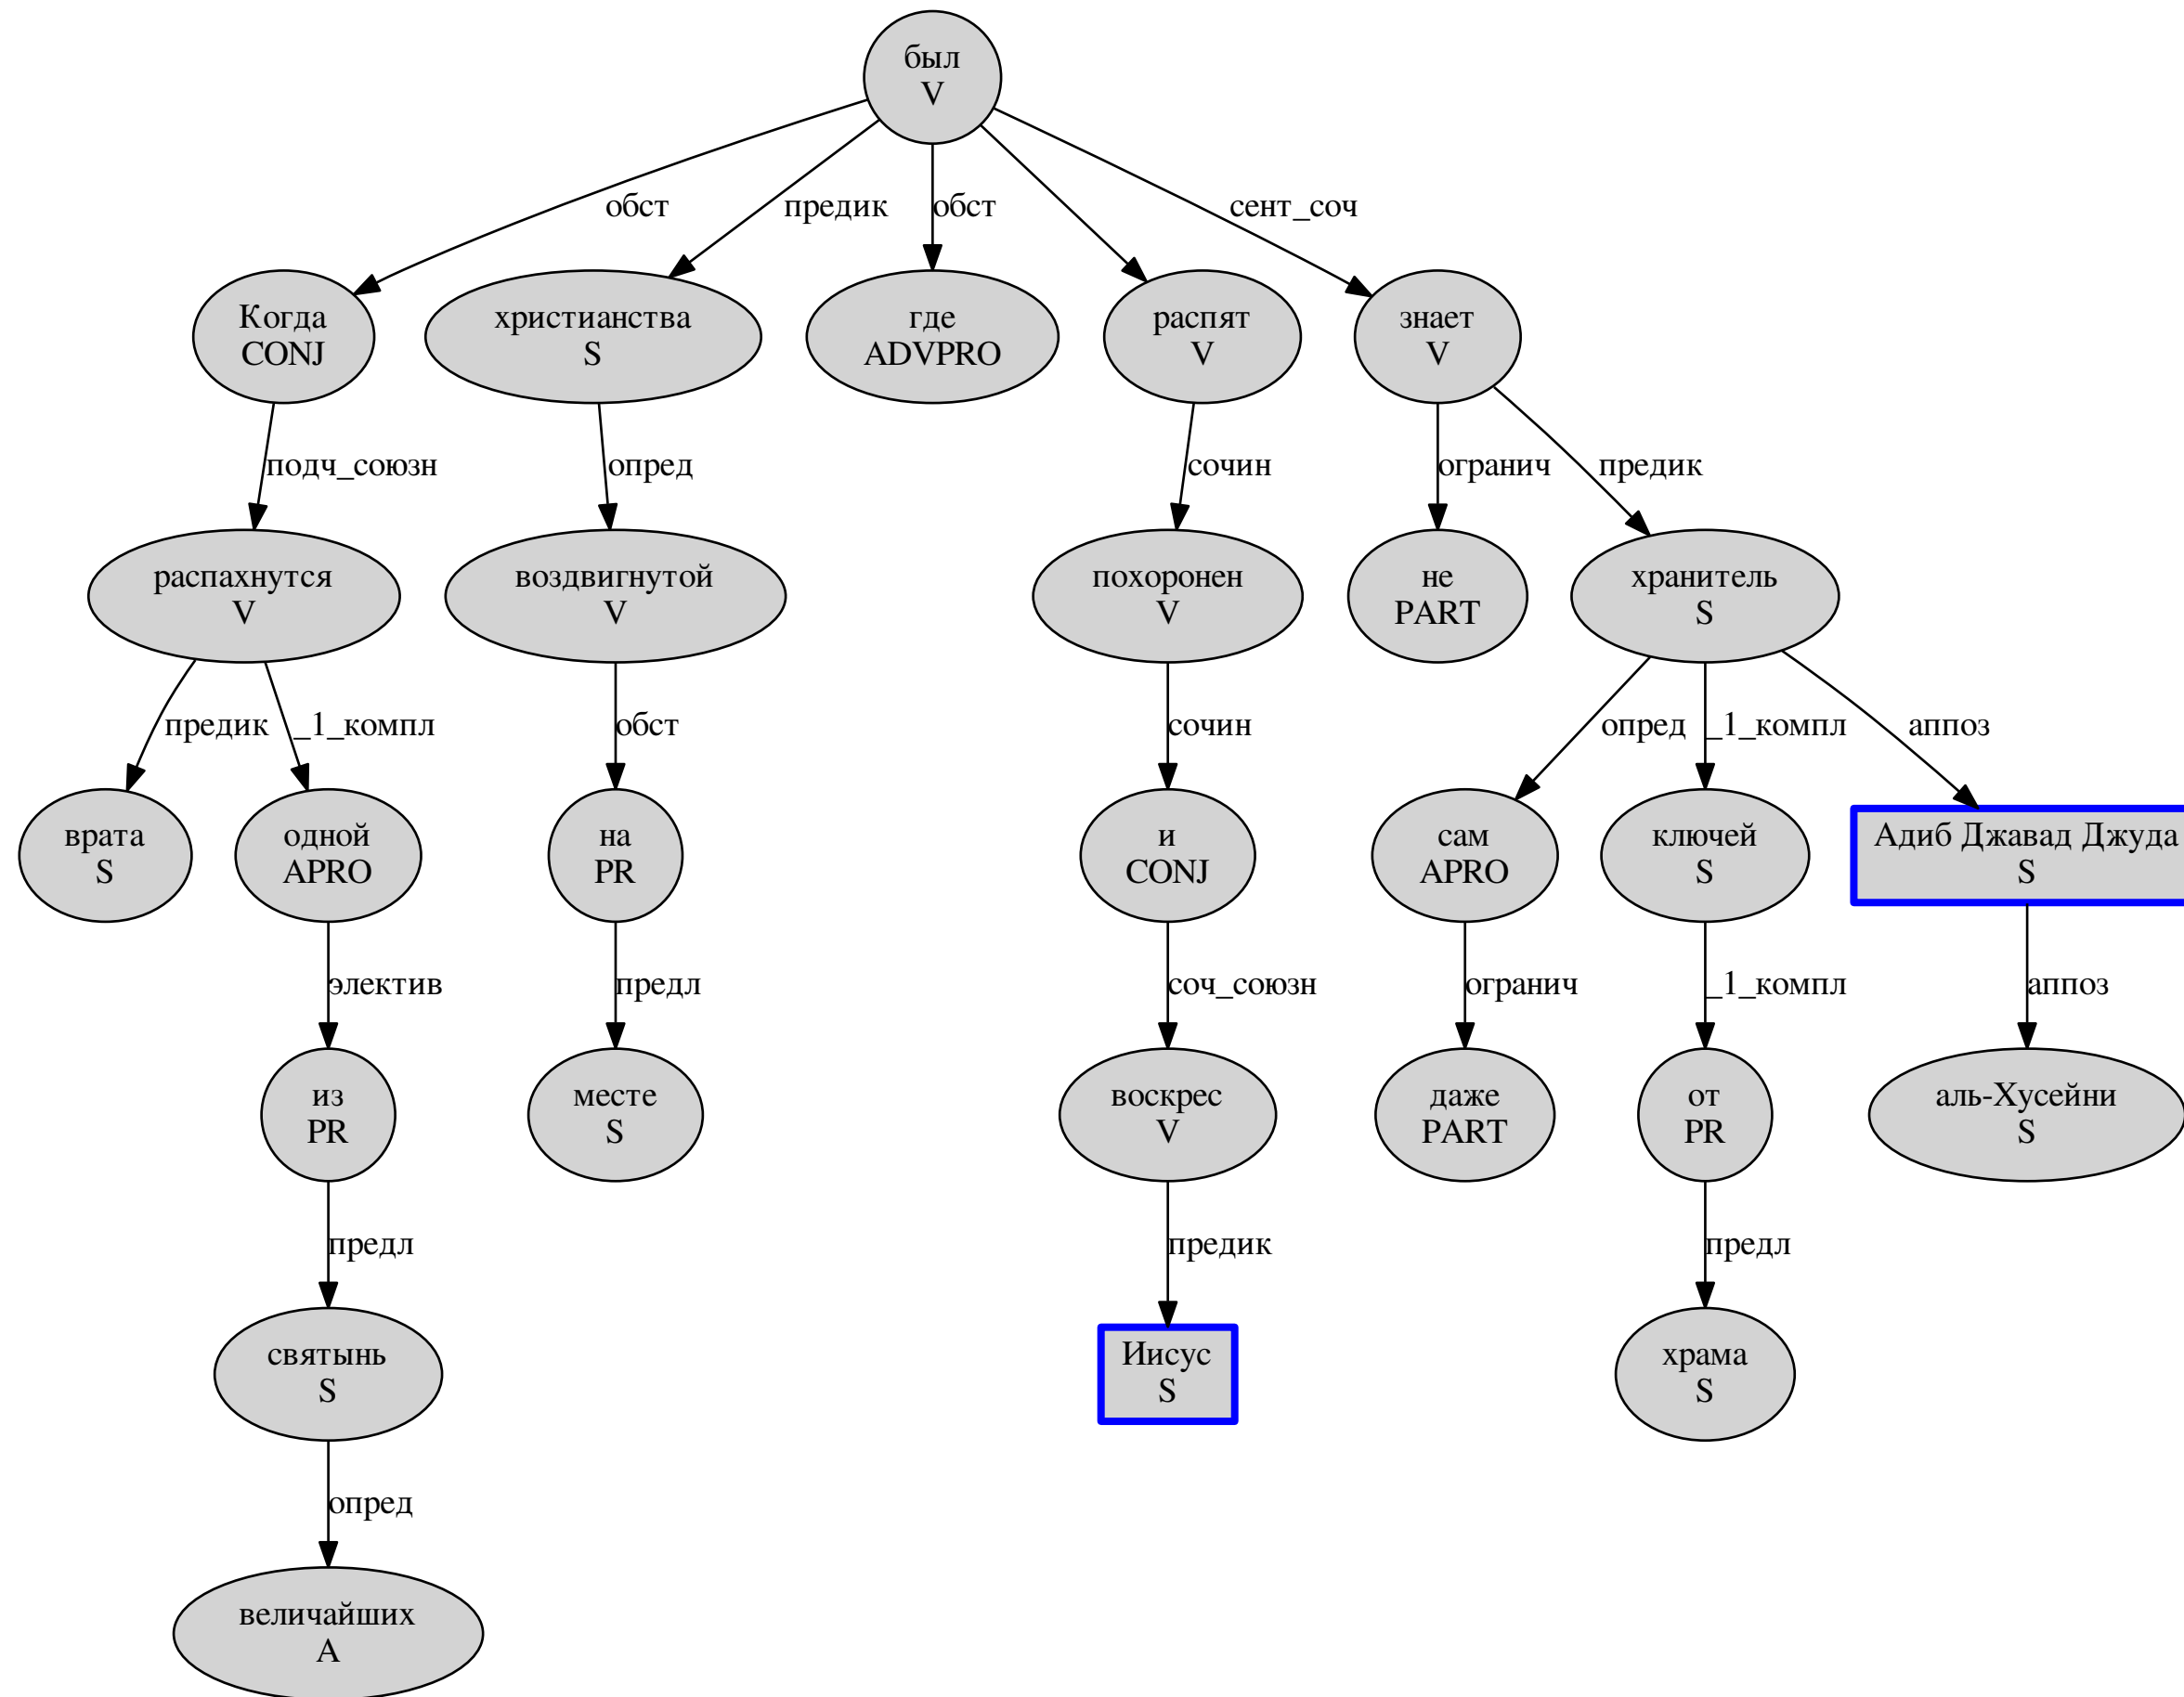 был
V
обст
предик
обст
сент_соч
Когда
CONJ
христианства
S
где
ADVPRO
распят
V
знает
V
подч_союзн
опред
сочин
огранич
предик
распахнутся
V
воздвигнутой
V
похоронен
V
не
PART
хранитель
S
предик
_1_компл
обст
сочин
опред
_1_компл
аппоз
врата
S
одной
APRO
на
PR
и
CONJ
сам
APRO
ключей
S
Адиб Джавад Джуда
S
электив
предл
соч_союзн
огранич
_1_компл
аппоз
из
PR
месте
S
воскрес
V
даже
PART
от
PR
аль-Хусейни
S
предл
предик
предл
святынь
S
Иисус
S
храма
S
опред
величайших
A